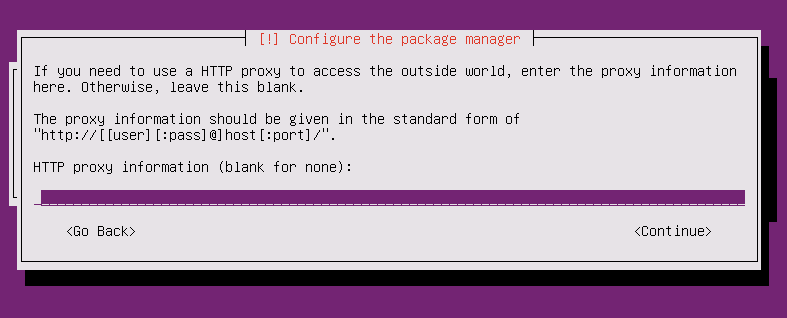 [!] Configure the package manager
If you need to use a HTTP proxy to access the outside world, enter the proxy information
here. Otherwise, leave this blank.
The proxy information should be given in the standard form of
"http://[[user][:pass]@]host[:port]/".
HTTP proxy information (blank for none):
<Go Back> <Continue>